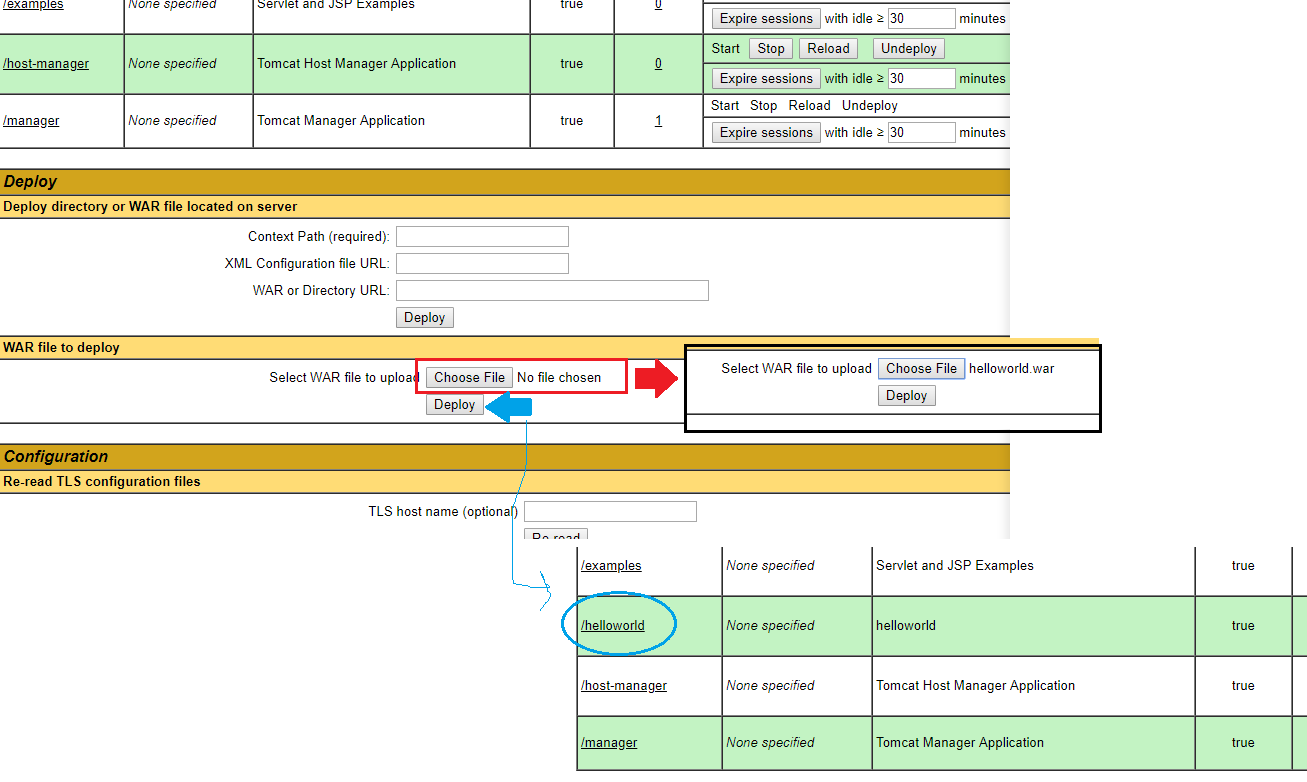 /examples None specified Servlet and JSP Examples true 0
Expire sessions with idle ≥ 30 minutes
Start Stop Reload Undeploy
/host-manager None specified Tomcat Host Manager Application true 0
Expire sessions with idle ≥ 30 minutes
Start Stop Reload Undeploy
/manager None specified Tomcat Manager Application true 1
Expire sessions with idle ≥ 30 minutes
Deploy
Deploy directory or WAR file located on server
Context Path (required):
XML Configuration file URL:
WAR or Directory URL:
Deploy
WAR file to deploy
Select WAR file to upload Choose File No file chosen
Deploy
Select WAR file to upload Choose File helloworld.war
Deploy
Configuration
Re-read TLS configuration files
TLS host name (optional)
Re-read
/examples None specified Servlet and JSP Examples true
/helloworld None specified helloworld true
/host-manager None specified Tomcat Host Manager Application true
/manager None specified Tomcat Manager Application true